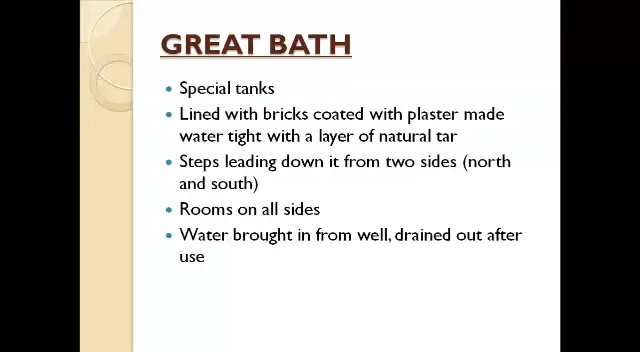 GREAT BATH
• Special tanks
• Lined with bricks coated with plaster made
water tight with a layer of natural tar
• Steps leading down it from two sides (north
and south)
• Rooms on all sides
• Water brought in from well, drained out after
use